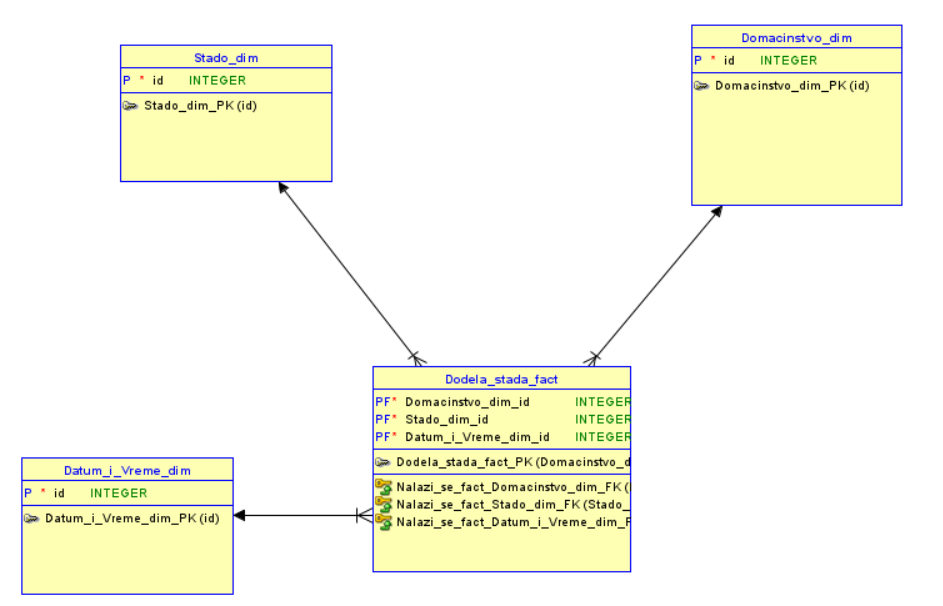 Stado_dim
P * id INTEGER
Stado_dim_PK (id)
Domacinstvo_dim
P * id INTEGER
Domacinstvo_dim_PK (id)
Dodela_stada_fact
PF* Domacinstvo_dim_id INTEGER
PF* Stado_dim_id INTEGER
PF* Datum_i_Vreme_dim_id INTEGER
Dodela_stada_fact_PK (Domacinstvo_d
Nalazi_se_fact_Domacinstvo_dim_FK (
Nalazi_se_fact_Stado_dim_FK (Stado_
Nalazi_se_fact_Datum_i_Vreme_dim_F
Datum_i_Vreme_dim
P * id INTEGER
Datum_i_Vreme_dim_PK (id)